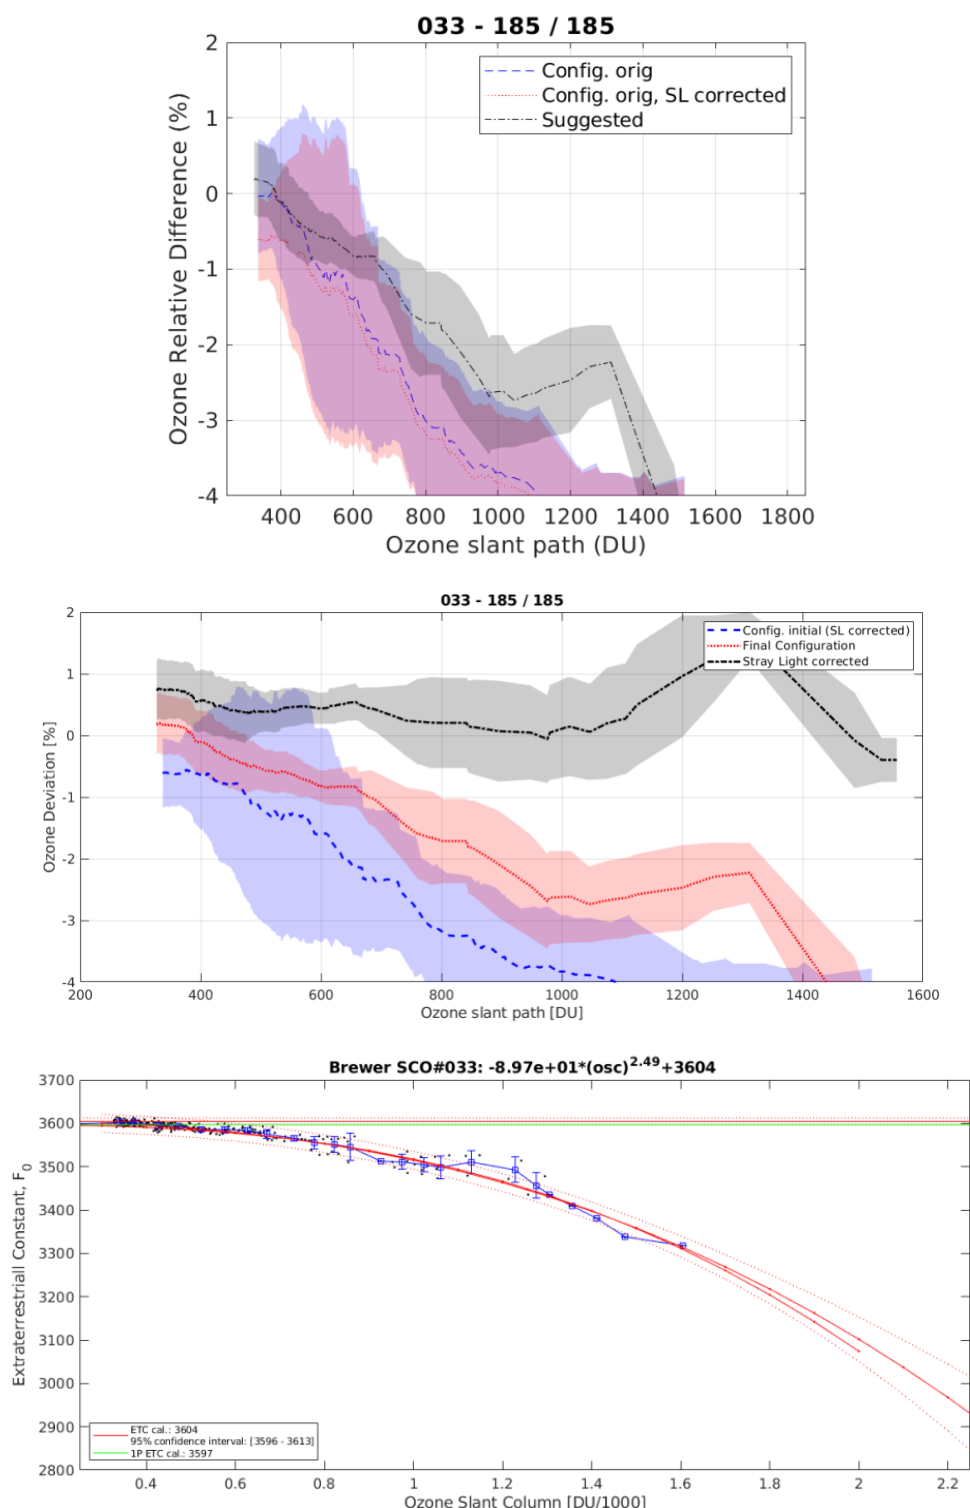 033 - 185 / 185
2
1
0
-1
-2
-3
-4
Ozone Relative Difference (%)
Config. orig
Config. orig, SL corrected
Suggested
400 600 800 1000 1200 1400 1600 1800
Ozone slant path (DU)
033 - 185 / 185
2
1
0
-1
-2
-3
-4
Ozone Deviation [%]
Config. initial (SL corrected)
Final Configuration
Stray Light corrected
200 400 600 800 1000 1200 1400 1600
Ozone slant path [DU]
Brewer SCO#033: -8.97e+01*(osc)^2.49+3604
3700
3600
3500
3400
3300
3200
3100
3000
2900
2800
Extraterrestriall Constant, F0
ETC cal.: 3604
95% confidence interval: [3596 - 3613]
1P ETC cal.: 3597
0.4 0.6 0.8 1 1.2 1.4 1.6 1.8 2 2.2
Ozone Slant Column [DU/1000]